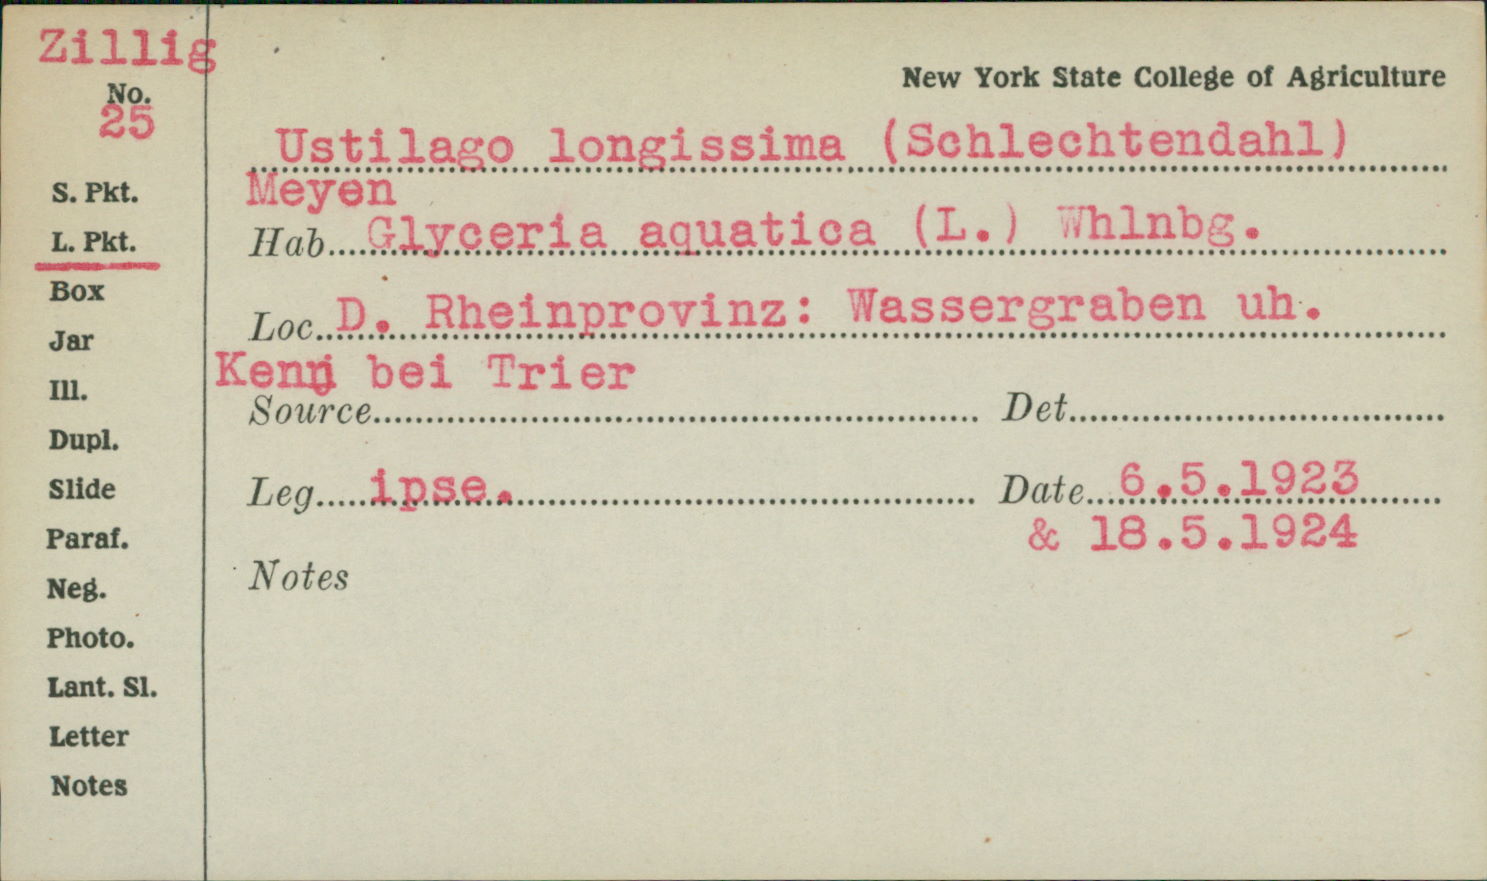 Zillig
New York State College of Agriculture
No.
25
Ustilago longissima (Schlechtendahl)
Meyen
S. Pkt.
L. Pkt.
Hab. Glyceria aquatica (L.) Whlnbg.
Box
Loc. D. Rheinprovinz: Wassergraben uh.
Jar
bei Trier
Ill.
Source
Det.
Dupl.
Slide
Leg. ipse.
Date 6.5.1923
& 18.5.1924
Paraf.
Neg.
Notes
Photo.
Lant. Sl.
Letter
Notes